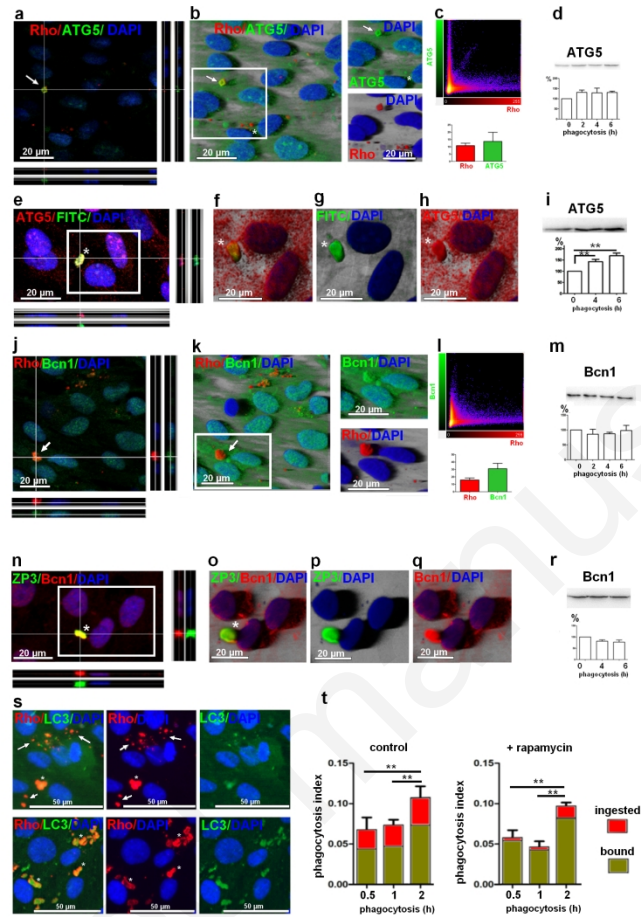 a
Rho/ATG5/DAPI
20 µm
b
Rho/ATG5/DAPI
20 µm
ATG5
20 µm
DAPI
Rho
20 µm
c
ATG5
Rho
Rho ATG5
d
ATG5
%
0 2 4 6
phagocytosis (h)
e
ATG5/FITC/DAPI
20 µm
f
20 µm
g
FITC/DAPI
20 µm
h
ATG5/DAPI
20 µm
i
ATG5
%
**
**
0 4 6
phagocytosis (h)
j
Rho/Bcn1/DAPI
20 µm
k
Rho/Bcn1/DAPI
20 µm
Bcn1/DAPI
20 µm
Rho/DAPI
20 µm
l
Bcn1
Rho
Rho Bcn1
m
Bcn1
%
0 2 4 6
phagocytosis (h)
n
ZP3/Bcn1/DAPI
20 µm
o
ZP3/Bcn1/DAPI
20 µm
p
ZP3/DAPI
20 µm
q
Bcn1/DAPI
20 µm
r
Bcn1
%
0 4 6
phagocytosis (h)
s
Rho/LC3/DAPI
50 µm
Rho/DAPI
50 µm
LC3/DAPI
50 µm
Rho/LC3/DAPI
50 µm
Rho/DAPI
50 µm
LC3/DAPI
50 µm
t
control
phagocytosis index
0.15
0.10
0.05
0.00
**
**
0.5 1 2
phagocytosis (h)
+ rapamycin
phagocytosis index
0.15
0.10
0.05
0.00
**
**
0.5 1 2
phagocytosis (h)
ingested
bound
manus